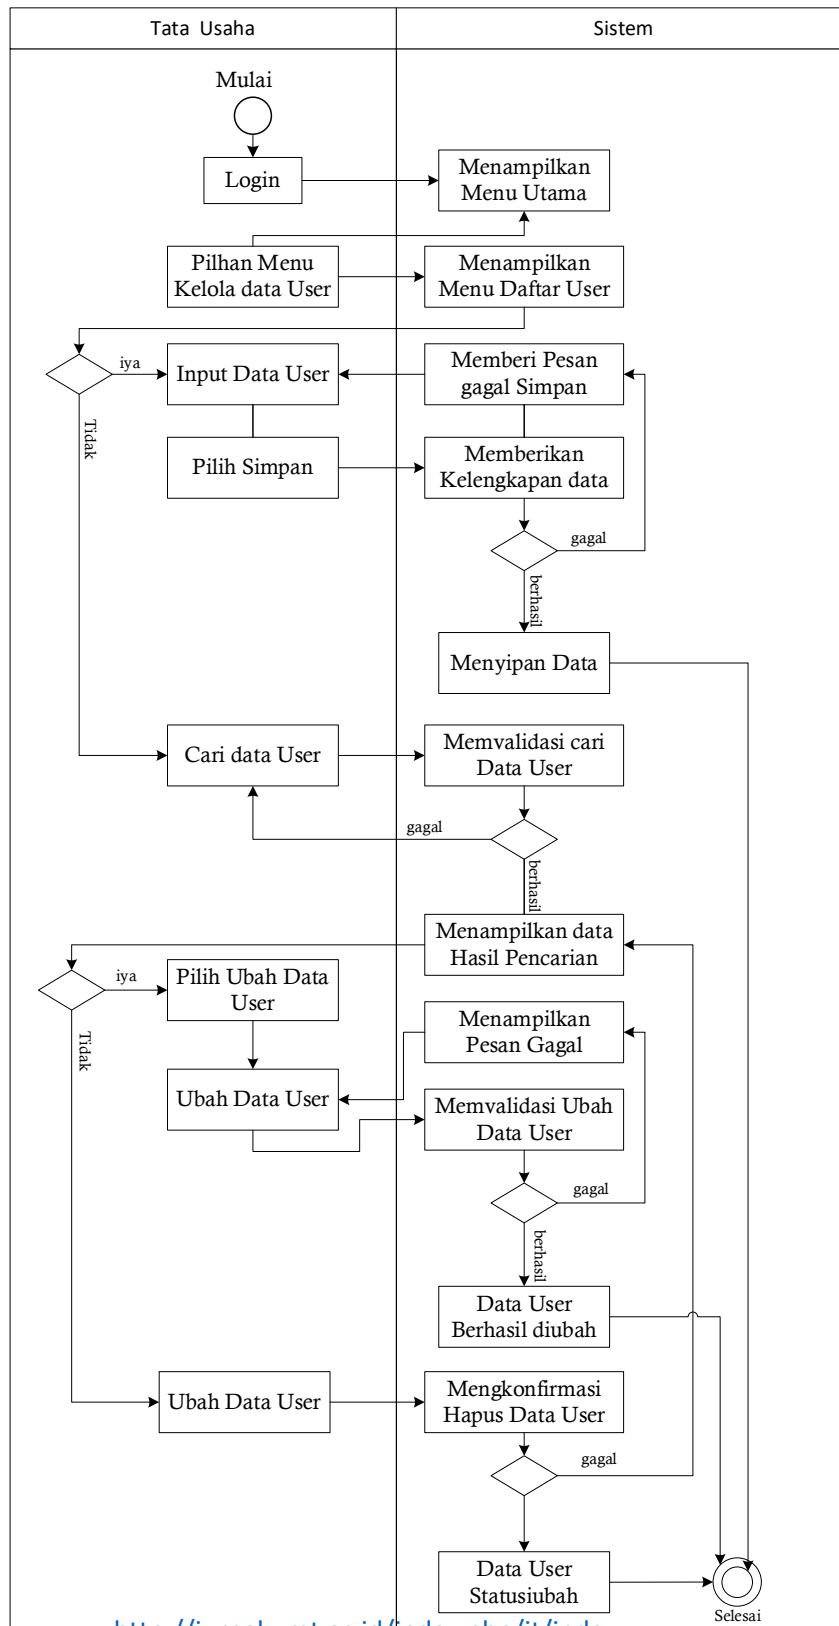 Tata Usaha
Sistem
Mulai
Login
Menampilkan
Menu Utama
Pilhan Menu
Kelola data User
Menampilkan
Menu Daftar User
iya
Input Data User
Memberi Pesan
gagal Simpan
Tidak
Pilih Simpan
Memberikan
Kelengkapan data
gagal
berhasil
Menyipan Data
Cari data User
Memvalidasi cari
Data User
gagal
berhasil
Menampilkan data
Hasil Pencarian
iya
Pilih Ubah Data
User
Tidak
Menampilkan
Pesan Gagal
Ubah Data User
Memvalidasi Ubah
Data User
gagal
berhasil
Data User
Berhasil diubah
Ubah Data User
Mengkonfirmasi
Hapus Data User
gagal
Data User
Statusiubah
Selesai